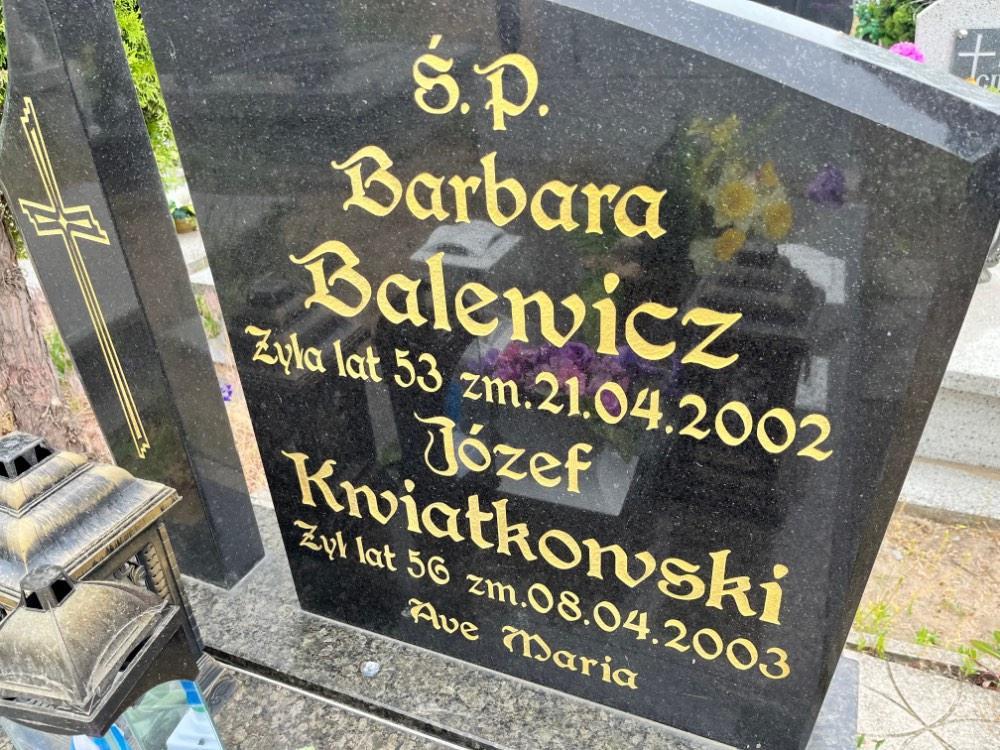 Ś.P.
Barbara
Balewicz
Żyła lat 53 zm.21.04.2002
Józef
Kwiatkowski
Żył lat 56 zm.08.04.2003
Ave Maria